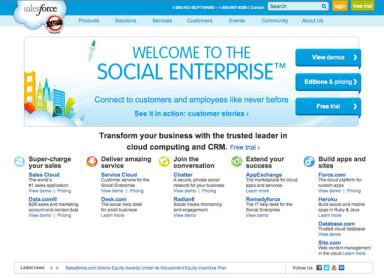 salesforce
SOFTWARE
1-800-NO-SOFTWARE | 1-800-667-6389 | Contact
Search
login
free trial
Products
Solutions
Services
Customers
Events
Community
About Us
WELCOME TO THE
SOCIAL ENTERPRISE™
Connect to customers and employees like never before
See it in action: customer stories ›
View demos ›
Editions & pricing ›
Free trial ›
Transform your business with the trusted leader in
cloud computing and CRM. Free trial ›
Super-charge
your sales
Sales Cloud
The world's
#1 sales application
View demo | Pricing
Data.com®
B2B sales and marketing
account and contact data
View demo | Pricing
Deliver amazing
service
Service Cloud
Customer service for the
Social Enterprise
View demo | Pricing
Desk.com
The social help desk
for small business
Learn more
Join the
conversation
Chatter
A secure, private social
network for your business
View demo | Pricing
Radian6
Social media monitoring
and engagement
View demo
Extend your
success
AppExchange
The marketplace for cloud
apps and services
Learn more
Remedyforce
The IT help desk for the
Social Enterprise
View demo | Pricing
Build apps and
sites
Force.com
The cloud platform for
custom apps
View demo | Pricing
Heroku
Build social and mobile
apps in Ruby & Java
Learn more
Database.com
Trusted cloud database
View demo
Site.com
Web content management
in the cloud Learn more
Latest news
Salesforce.com Grants Equity Awards Under Its Inducement Equity Incentive Plan
Follow Us